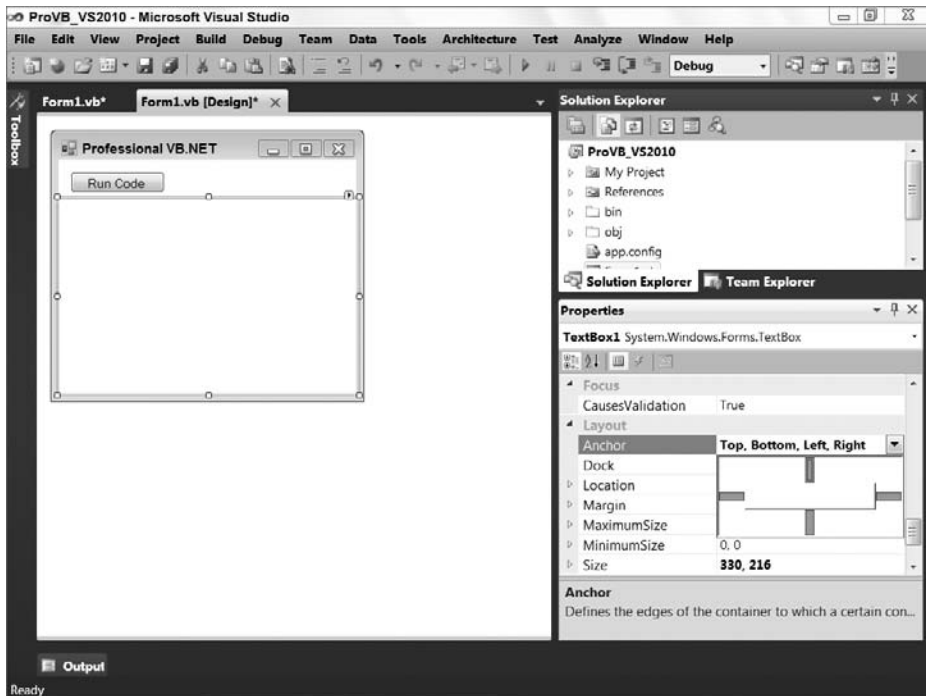 ProVB_VS2010 - Microsoft Visual Studio
File Edit View Project Build Debug Team Data Tools Architecture Test Analyze Window Help
Debug
Toolbox
Form1.vb*
Form1.vb [Design]*
Professional VB.NET
Run Code
Solution Explorer
ProVB_VS2010
My Project
References
bin
obj
app.config
Solution Explorer
Team Explorer
Properties
TextBox1 System.Windows.Forms.TextBox
Focus
CausesValidation True
Layout
Anchor Top, Bottom, Left, Right
Dock
Location
Margin
MaximumSize
MinimumSize 0, 0
Size 330, 216
Anchor
Defines the edges of the container to which a certain con...
Output
Ready